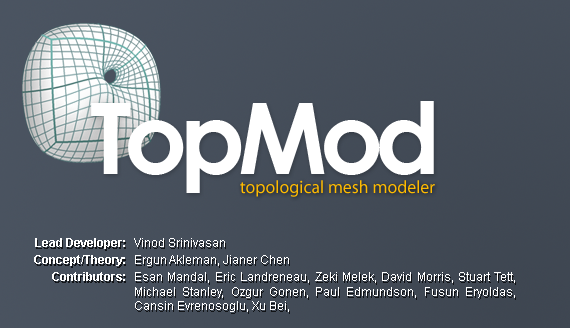 TopMod
topological mesh modeler
Lead Developer: Vinod Srinivasan
Concept/Theory: Ergun Akleman, Jianer Chen
Contributors: Esan Mandal, Eric Landreneau, Zeki Melek, David Morris, Stuart Tett,
Michael Stanley, Ozgur Gonen, Paul Edmundson, Fusun Eryoldas,
Cansin Evrenosoglu, Xu Bei,